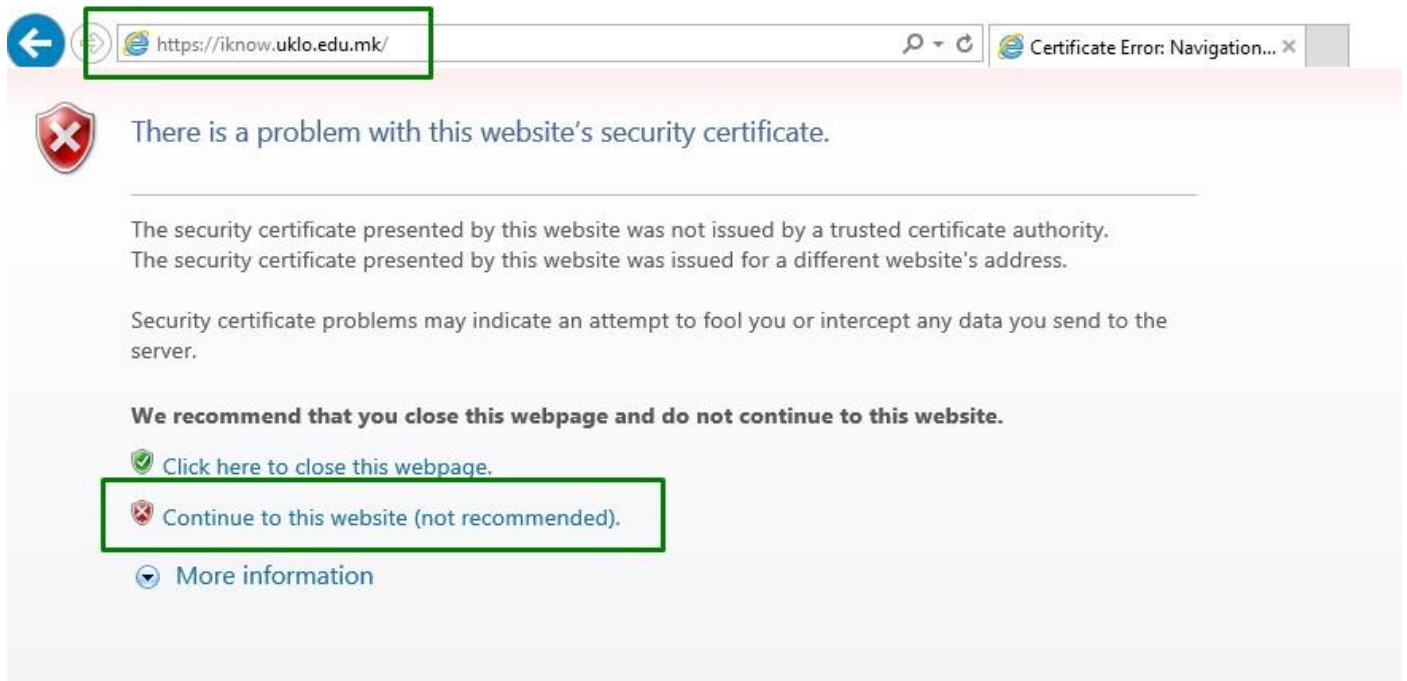 https://iknow.uklo.edu.mk/
Certificate Error: Navigation...
There is a problem with this website's security certificate.
The security certificate presented by this website was not issued by a trusted certificate authority.
The security certificate presented by this website was issued for a different website's address.
Security certificate problems may indicate an attempt to fool you or intercept any data you send to the
server.
We recommend that you close this webpage and do not continue to this website.
Click here to close this webpage.
Continue to this website (not recommended).
More information